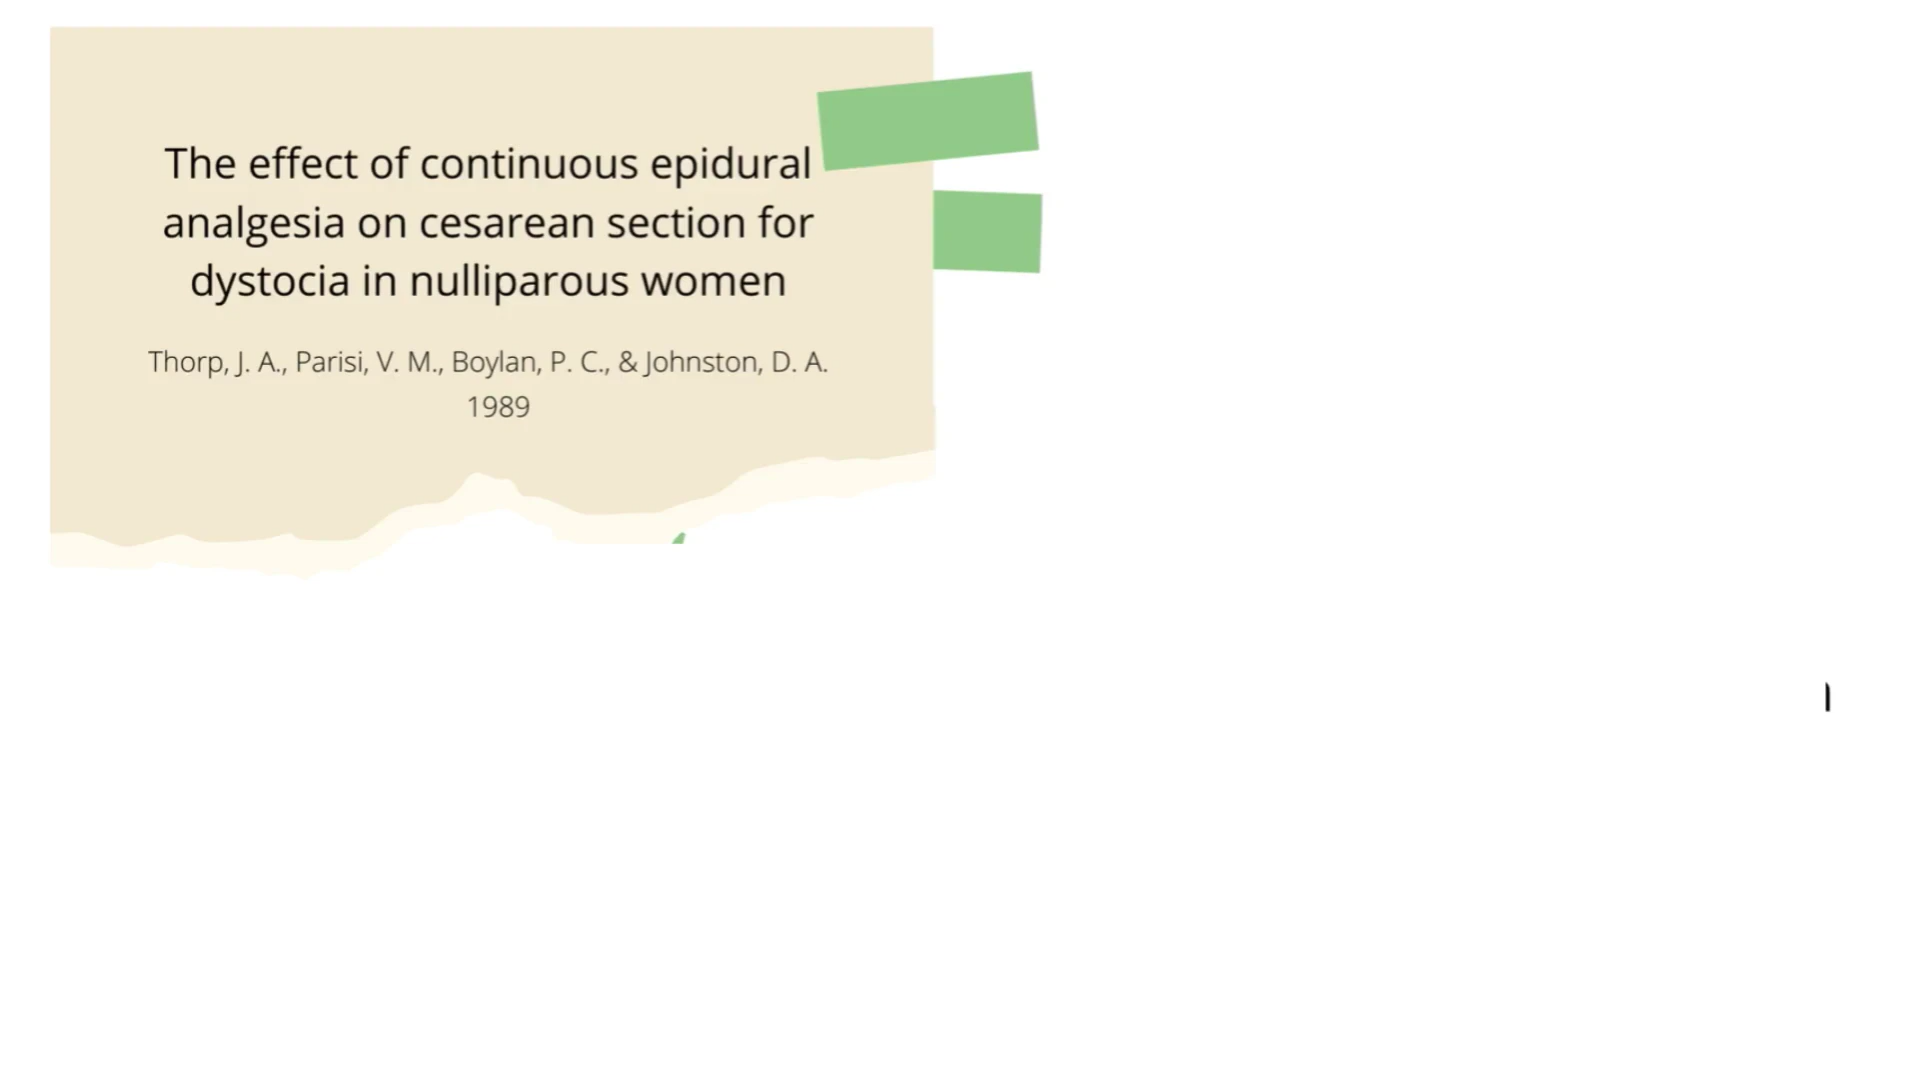 The effect of continuous epidural
analgesia on cesarean section for
dystocia in nulliparous women
Thorp, J. A., Parisi, V. M., Boylan, P. C., & Johnston, D. A.
1989